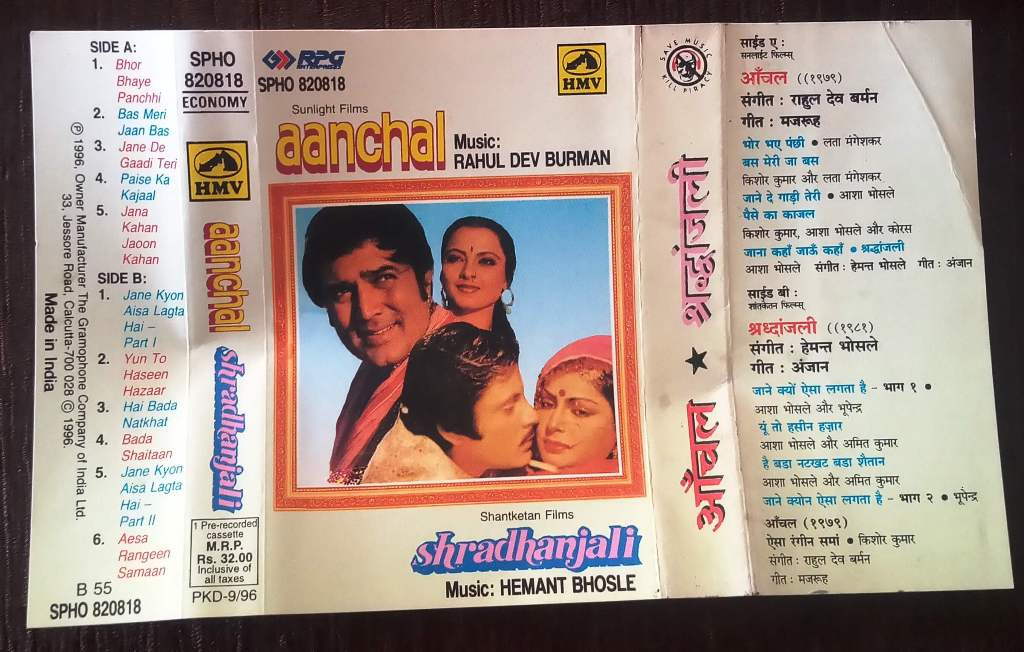 SIDE A:
1. Bhor
Bhaye
Panchhi
2. Bas Meri
Jaan Bas
3. Jane De
Gaadi Teri
4. Paise Ka
Kajaal
5. Jana
Kahan
Jaoon
Kahan
SIDE B:
1. Jane Kyon
Aisa Lagta
Hai –
Part I
2. Yun To
Haseen
Hazaar
3. Hai Bada
Natkhat
4. Bada
Shaitaan
5. Jane Kyon
Aisa Lagta
Hai –
Part II
6. Aesa
Rangeen
Samaan
B 55
SPHO 820818
℗ 1996, Owner Manufacturer The Gramophone Company of India Ltd.
33, Jessore Road, Calcutta-700 028 © 1996.
Made in India
SPHO
820818
ECONOMY
HMV
aanchal
shradhanjali
1 Pre-recorded
cassette
M.R.P.
Rs. 32.00
Inclusive of
all taxes
PKD-9/96
RPG
ENTERPRISES
SPHO 820818
HMV
Sunlight Films
aanchal
Music:
RAHUL DEV BURMAN
Shantketan Films
shradhanjali
Music: HEMANT BHOSLE
आँचल ★ श्रद्धांजली
SAVE MUSIC
KILL PIRACY
साईड ए :
सनलाईट फिल्म्स्
आँचल ((१९७९)
संगीत : राहुल देव बर्मन
गीत : मजरूह
भोर भए पंछी ● लता मंगेशकर
बस मेरी जा बस
किशोर कुमार और लता मंगेशकर
जाने दे गाड़ी तेरी ● आशा भोसले
पैसे का काजल
किशोर कुमार, आशा भोसले और कोरस
जाना कहाँ जाऊँ कहाँ ● श्रद्धांजली
आशा भोसले संगीत : हेमन्त भोसले गीत : अंजान
साईड बी :
शांतकेतन फिल्म्स्
श्रध्दांजली ((१९८१)
संगीत : हेमन्त भोसले
गीत : अंजान
जाने क्यों ऐसा लगता है - भाग १ ●
आशा भोसले और भूपेन्द्र
यूं तो हसीन हज़ार
आशा भोसले और अमित कुमार
है बडा नटखट बडा शैतान
आशा भोसले और अमित कुमार
जाने क्योन ऐसा लगता है - भाग २ ● भूपेन्द्र
आँचल (१९७९)
ऐसा रंगीन समां ● किशोर कुमार
संगीत : राहुल देव बर्मन
गीत : मजरूह